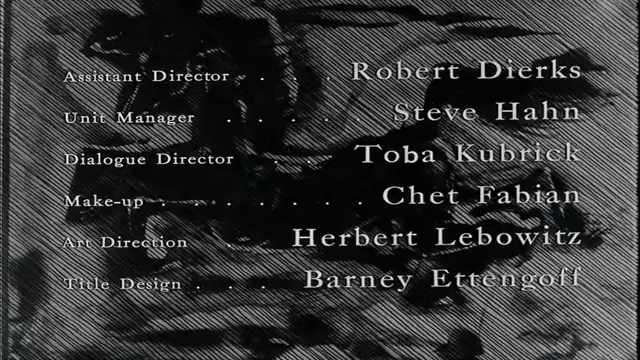 Assistant Director . . . Robert Dierks
Unit Manager . . . . . Steve Hahn
Dialogue Director . . Toba Kubrick
Make-up . . . . . . . Chet Fabian
Art Direction . Herbert Lebowitz
Title Design . . . Barney Ettengoff